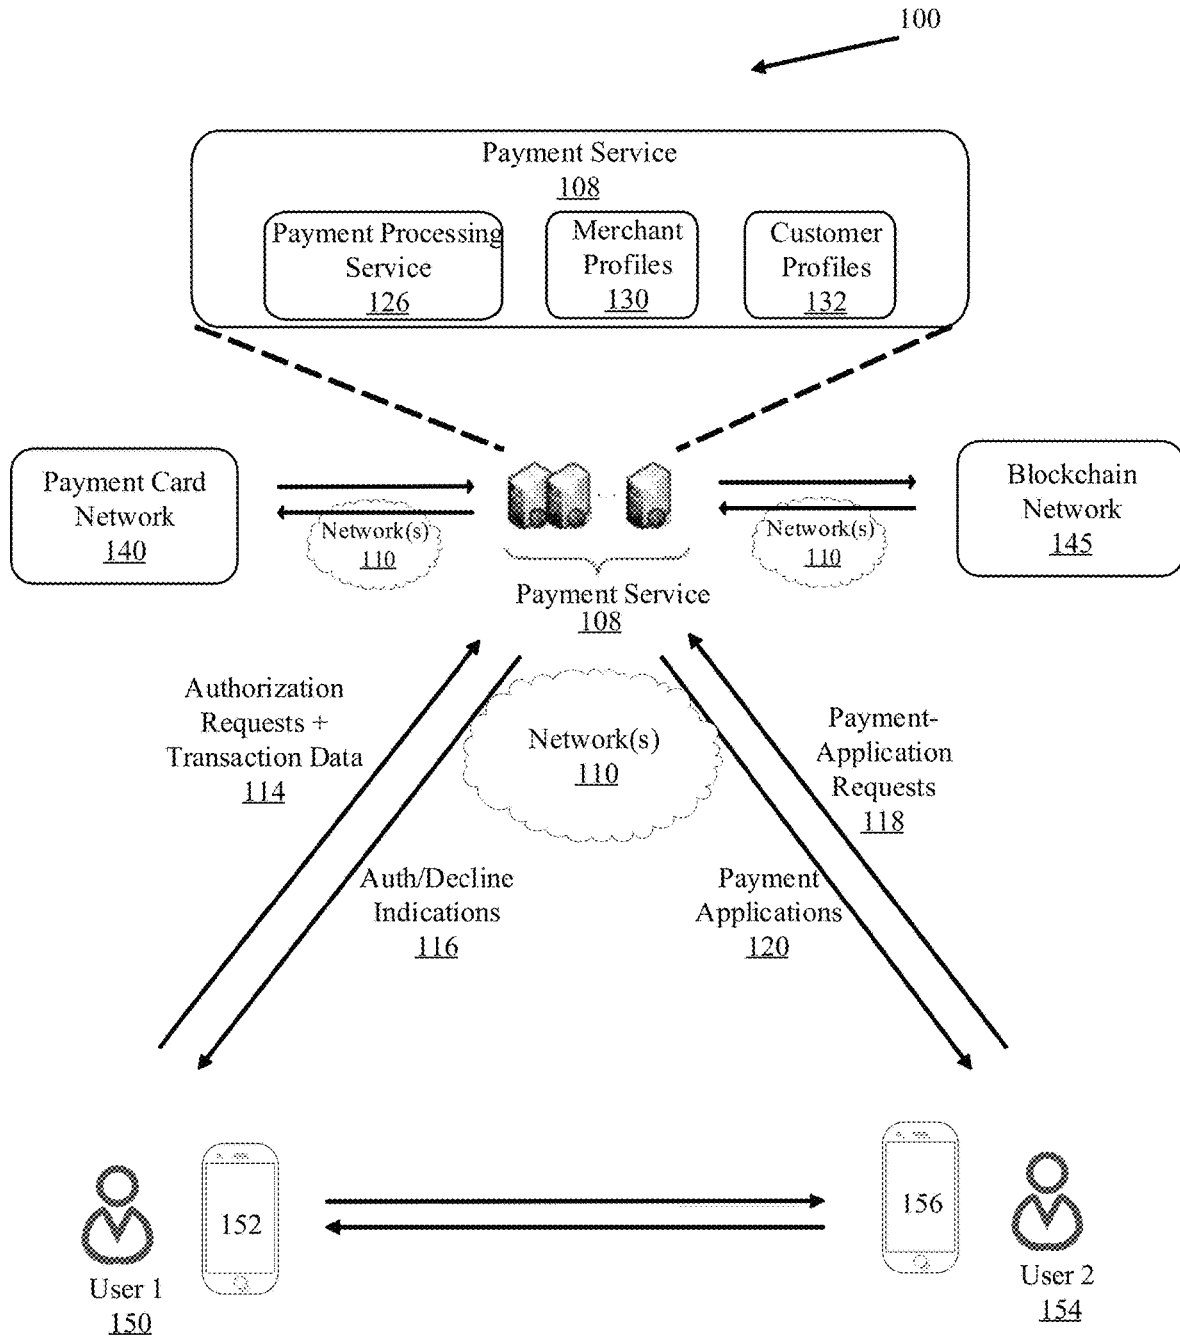 100
Payment Service
108
Payment Processing
Service
126
Merchant
Profiles
130
Customer
Profiles
132
Payment Card
Network
140
Network(s)
110
Payment Service
108
Network(s)
110
Blockchain
Network
145
Authorization
Requests +
Transaction Data
114
Network(s)
110
Payment-
Application
Requests
118
Auth/Decline
Indications
116
Payment
Applications
120
152
User 1
150
156
User 2
154